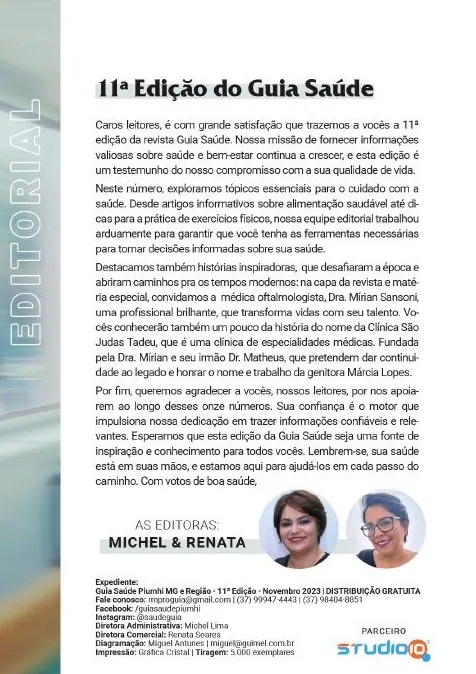 EDITORIAL
11ª Edição do Guia Saúde
Caros leitores, é com grande satisfação que trazemos a vocês a 11ª
edição da revista Guia Saúde. Nossa missão de fornecer informações
valiosas sobre saúde e bem-estar continua a crescer, e esta edição é
um testemunho do nosso compromisso com a sua qualidade de vida.
Neste número, exploramos tópicos essenciais para o cuidado com a
saúde. Desde artigos informativos sobre alimentação saudável até di-
cas para a prática de exercícios físicos, nossa equipe editorial trabalhou
arduamente para garantir que você tenha as ferramentas necessárias
para tomar decisões informadas sobre sua saúde.
Destacamos também histórias inspiradoras, que desafiaram a época e
abriram caminhos pra os tempos modernos: na capa da revista e maté-
ria especial, convidamos a médica oftalmologista, Dra. Mírian Sansoni,
uma profissional brilhante, que transforma vidas com seu talento. Vo-
cês conhecerão também um pouco da história do nome da Clínica São
Judas Tadeu, que é uma clínica de especialidades médicas. Fundada
pela Dra. Mírian e seu irmão Dr. Matheus, que pretendem dar continui-
dade ao legado e honrar o nome e trabalho da genitora Márcia Lopes.
Por fim, queremos agradecer a vocês, nossos leitores, por nos apoia-
rem ao longo desses onze números. Sua confiança é o motor que
impulsiona nossa dedicação em trazer informações confiáveis e rele-
vantes. Esperamos que esta edição da Guia Saúde seja uma fonte de
inspiração e conhecimento para todos vocês. Lembrem-se, sua saúde
está em suas mãos, e estamos aqui para ajudá-los em cada passo do
caminho. Com votos de boa saúde,
AS EDITORAS:
MICHEL & RENATA
Expediente:
Guia Saúde Piumhi MG e Região - 11ª Edição - Novembro 2023 | DISTRIBUIÇÃO GRATUITA
Fale conosco: rmproguia@gmail.com | (37) 99947-4443 | (37) 98404-8851
Facebook: /guiasaudepiumhi
Instagram: @saudeguia
Diretora Administrativa: Michel Lima
Diretora Comercial: Renata Soares
Diagramação: Miguel Antunes | miguel@guimel.com.br
Impressão: Gráfica Cristal | Tiragem: 5.000 exemplares
PARCEIRO
STUDIO10